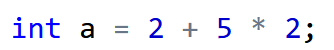 int a = 2 + 5 * 2;